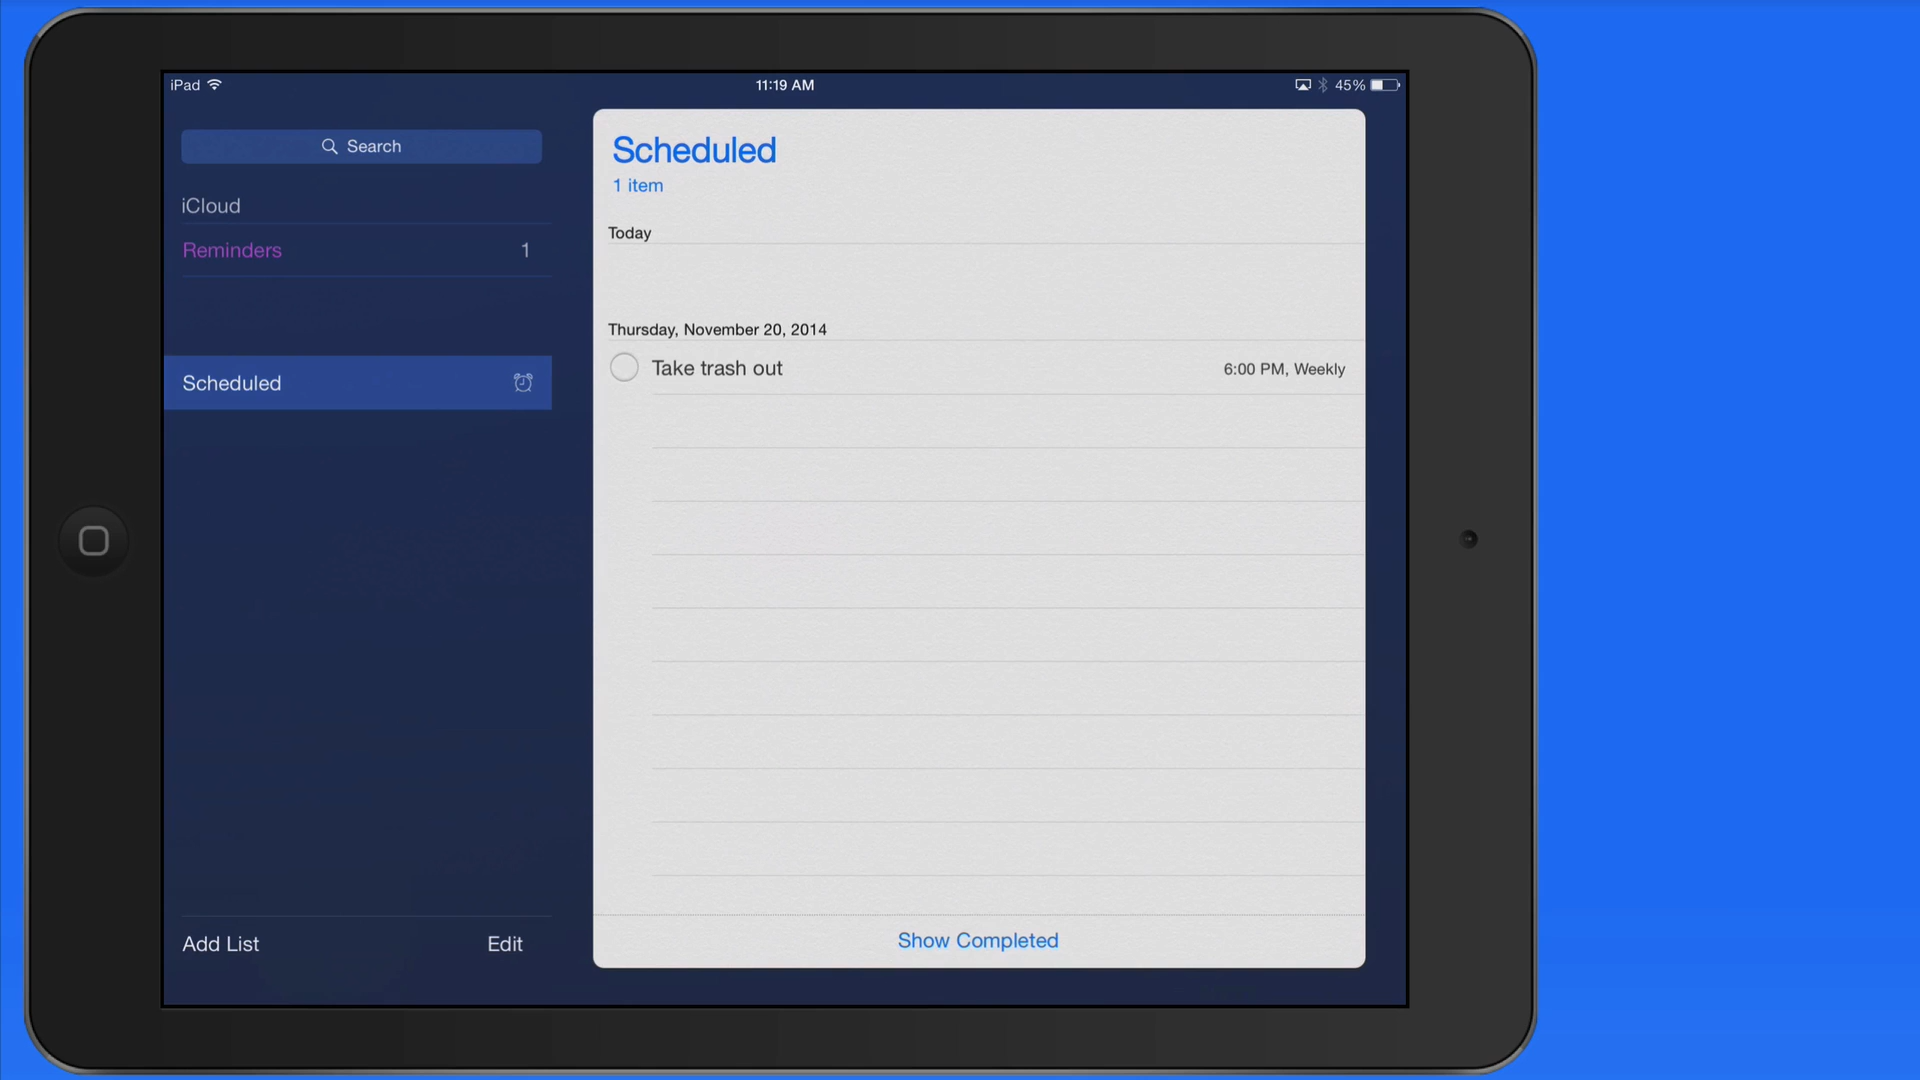 iPad
11:19 AM
45%
Search
iCloud
Reminders 1
Scheduled
Add List
Edit
Scheduled
1 item
Today
Thursday, November 20, 2014
Take trash out
6:00 PM, Weekly
Show Completed